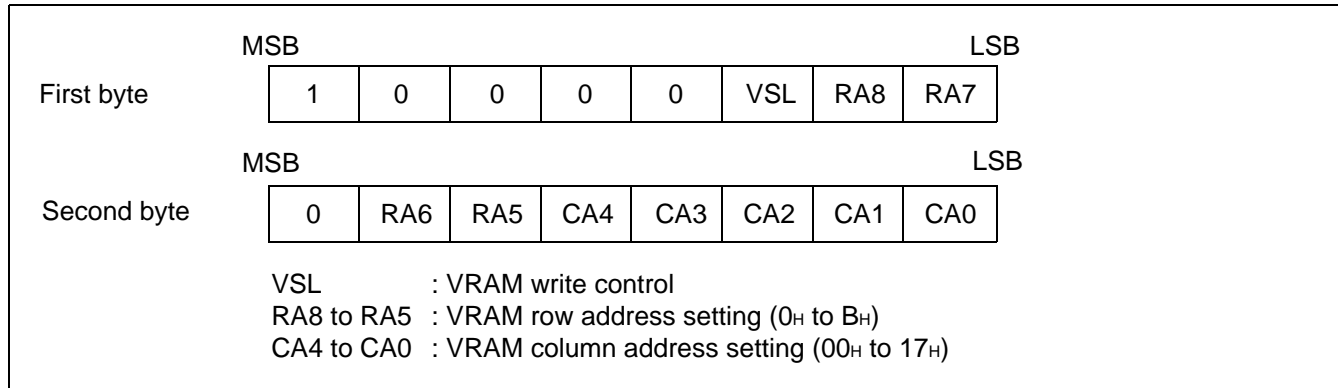 MSB LSB
First byte 1 0 0 0 0 VSL RA8 RA7
MSB LSB
Second byte 0 RA6 RA5 CA4 CA3 CA2 CA1 CA0
VSL : VRAM write control
RA8 to RA5 : VRAM row address setting (0H to BH)
CA4 to CA0 : VRAM column address setting (00H to 17H)